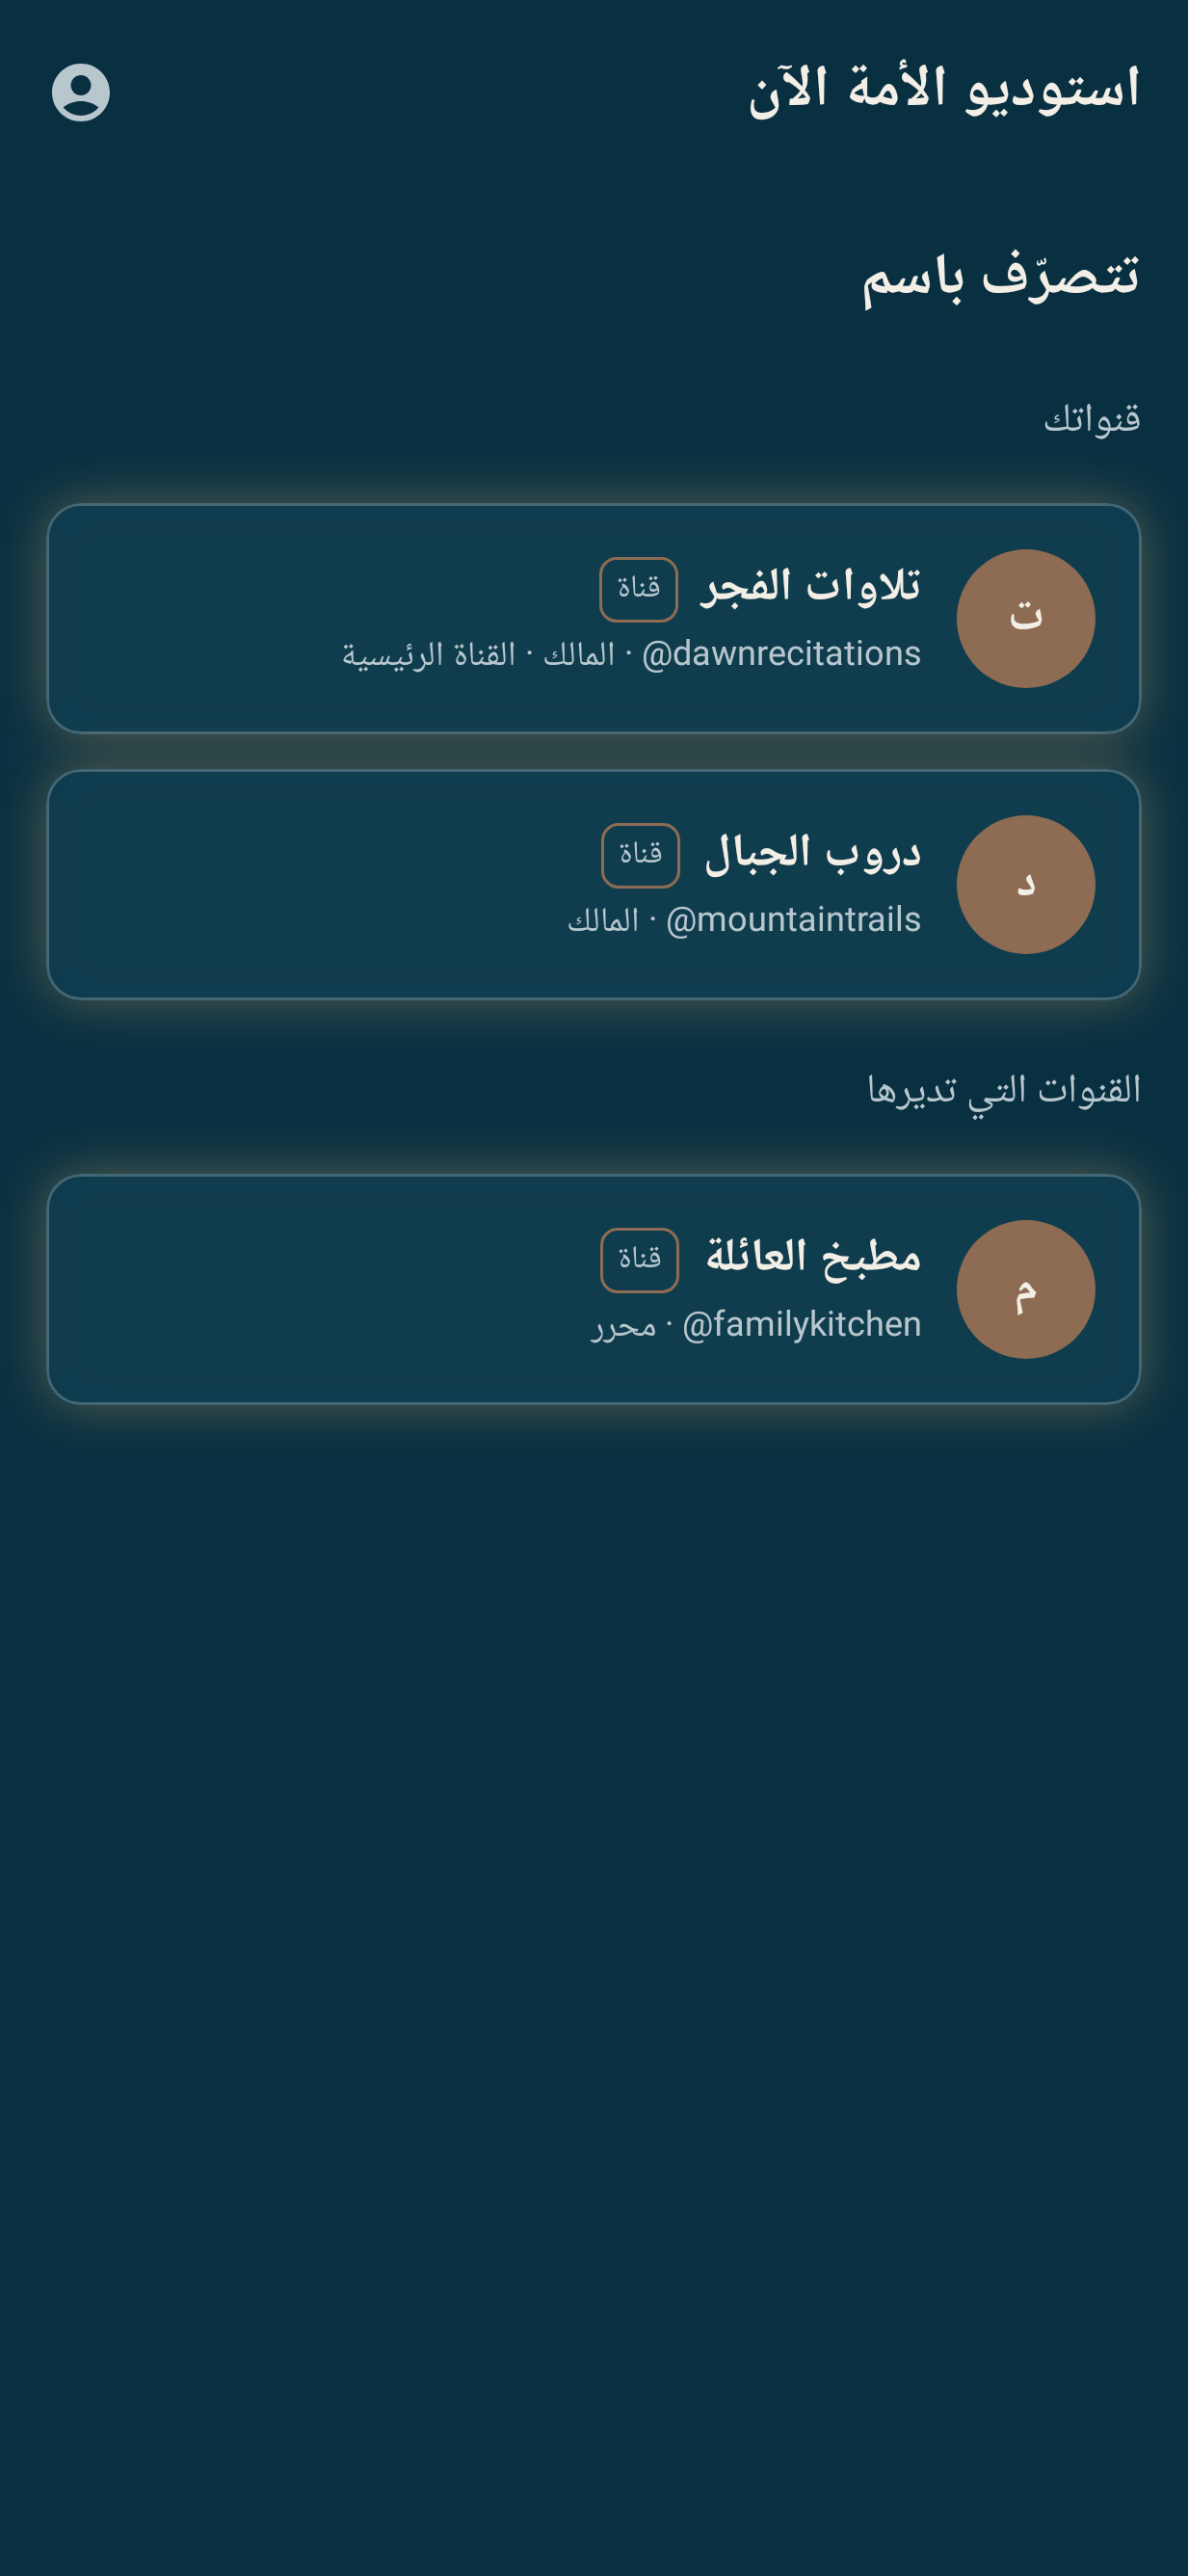 استوديو الأمة الآن
تتصرّف باسم
قنواتك
ت
تلاوات الفجر قناة
@dawnrecitations · المالك · القناة الرئيسية
د
دروب الجبال قناة
@mountaintrails · المالك
القنوات التي تديرها
م
مطبخ العائلة قناة
@familykitchen · محرر